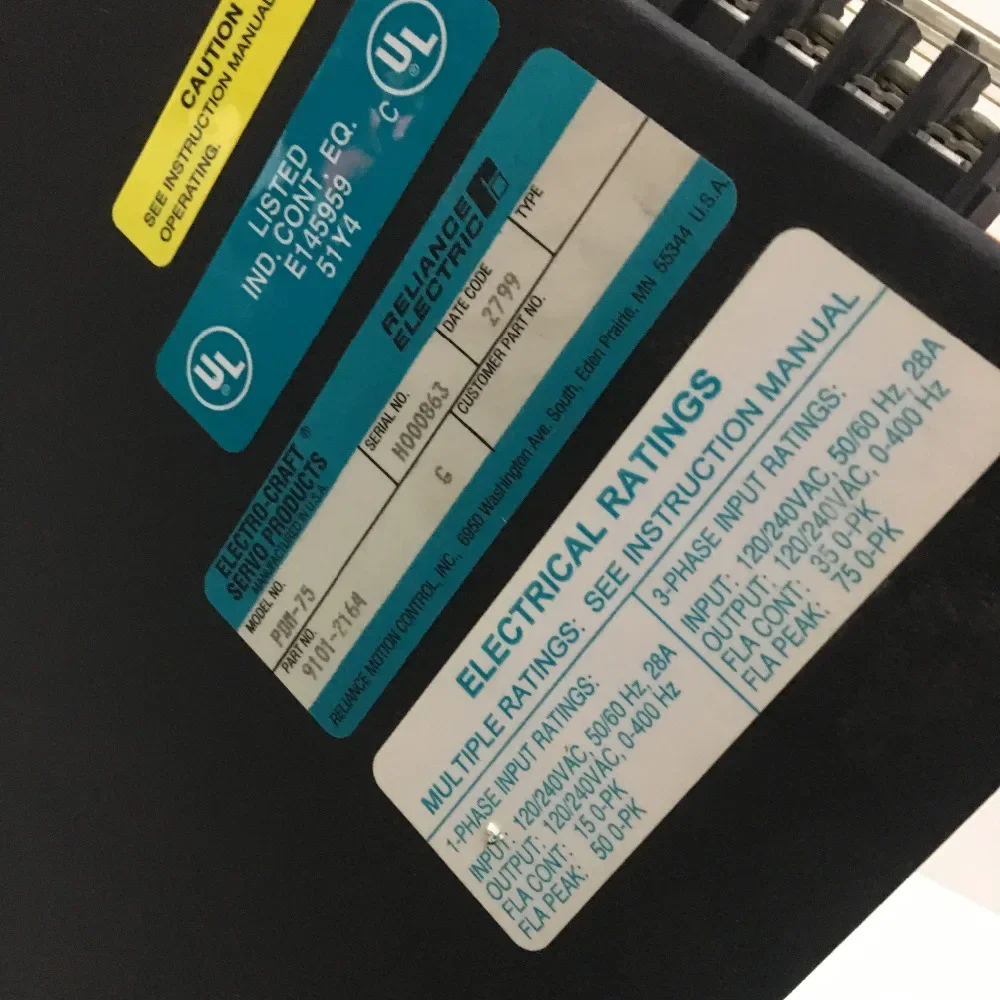 CAUTION
SEE INSTRUCTION MANUAL
OPERATING.
UL
®
C
LISTED
IND. CONT. EQ.
E145959
51Y4
UL
®
RELIANCE
ELECTRIC
ELECTRO-CRAFT®
SERVO PRODUCTS
MANUFACTURED IN U.S.A.
MODEL NO.
PDM-75
SERIAL NO.
H000863
DATE CODE
2799
TYPE
PART NO.
9101-2164
G
CUSTOMER PART NO.
RELIANCE MOTION CONTROL, INC., 6950 Washington Ave. South, Eden Prairie, MN 55344 U.S.A.
ELECTRICAL RATINGS
MULTIPLE RATINGS: SEE INSTRUCTION MANUAL
1-PHASE INPUT RATINGS:
INPUT: 120/240VAC, 50/60 Hz, 28A
OUTPUT: 120/240VAC, 0-400 Hz
FLA CONT: 15 0-PK
FLA PEAK: 50 0-PK
3-PHASE INPUT RATINGS:
INPUT: 120/240VAC, 50/60 Hz, 28A
OUTPUT: 120/240VAC, 0-400 Hz
FLA CONT: 35 0-PK
FLA PEAK: 75 0-PK